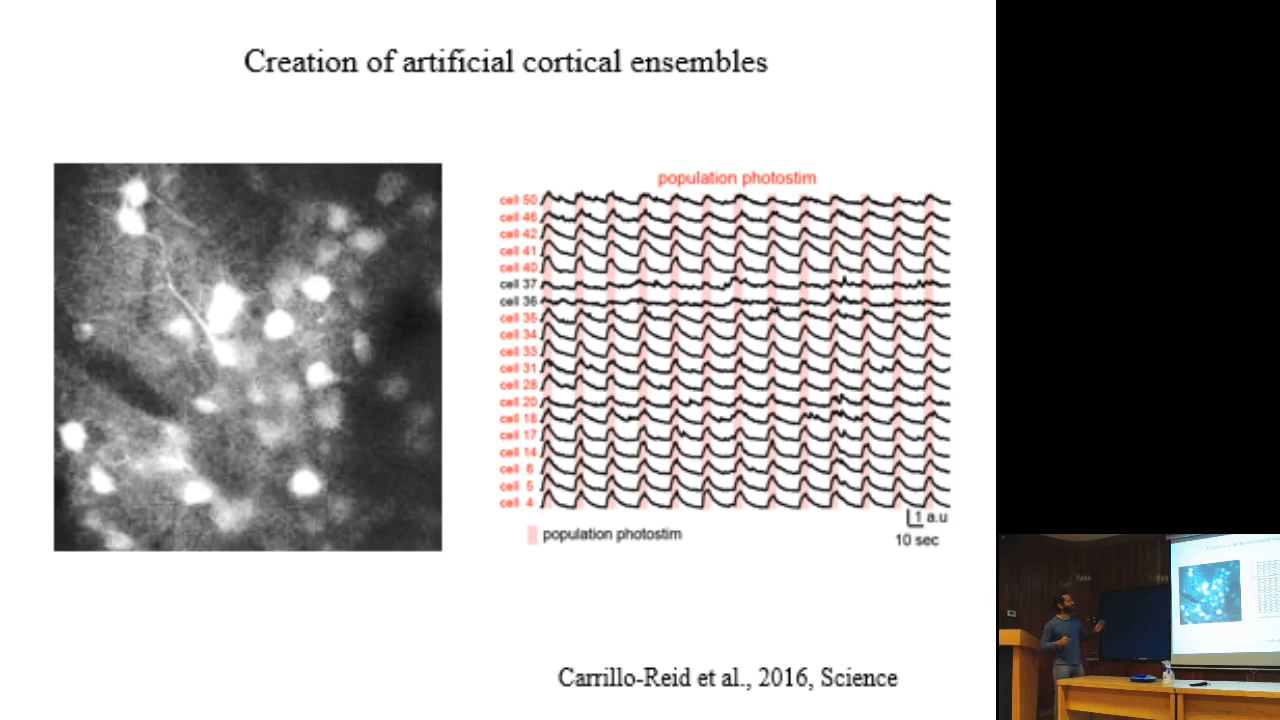 Creation of artificial cortical ensembles
population photostim
cell 50
cell 46
cell 42
cell 41
cell 40
cell 37
cell 36
cell 35
cell 34
cell 33
cell 31
cell 28
cell 20
cell 18
cell 17
cell 14
cell 6
cell 5
cell 4
1 a.u
population photostim
10 sec
Carrillo-Reid et al., 2016, Science